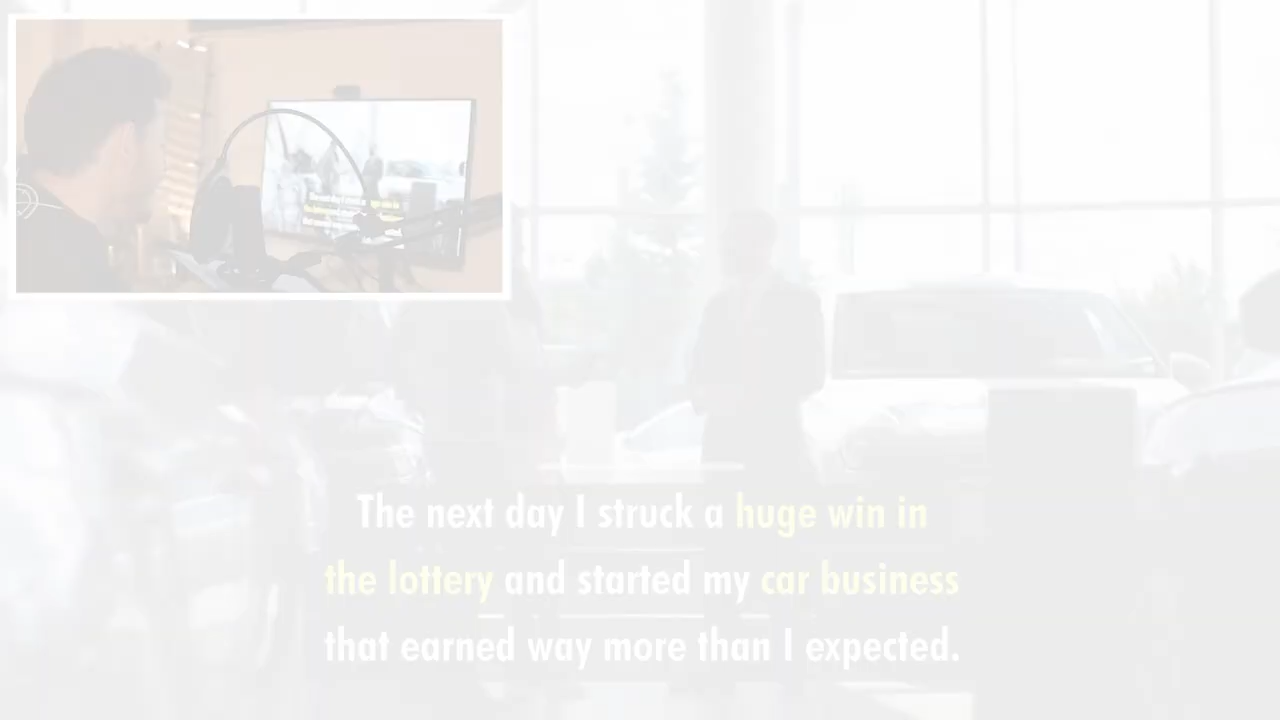 The next day I struck a huge win in
the lottery and started my car business
that earned way more than I expected.